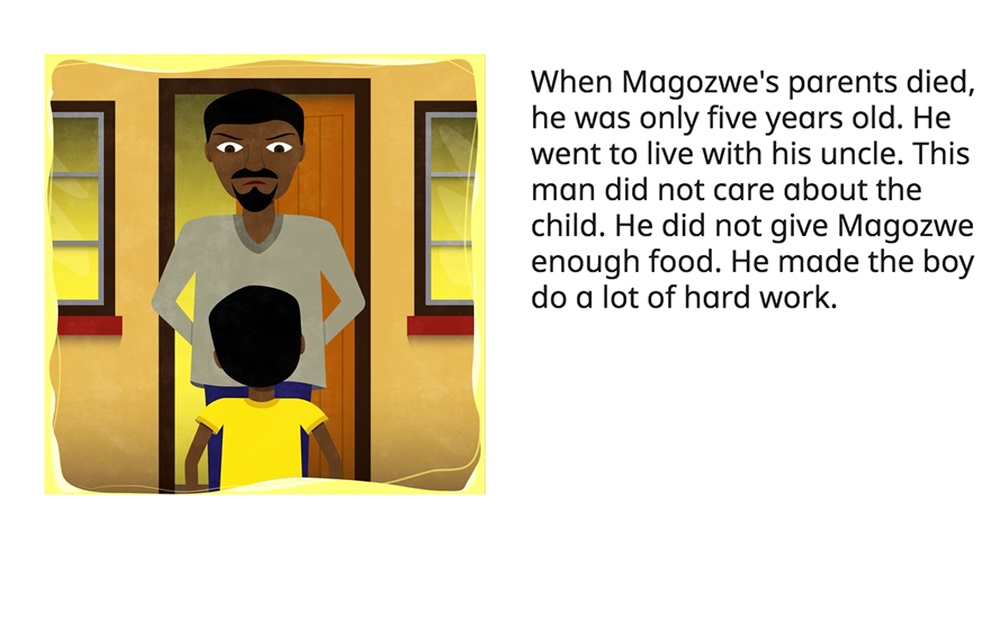 When Magozwe's parents died,
he was only five years old. He
went to live with his uncle. This
man did not care about the
child. He did not give Magozwe
enough food. He made the boy
do a lot of hard work.